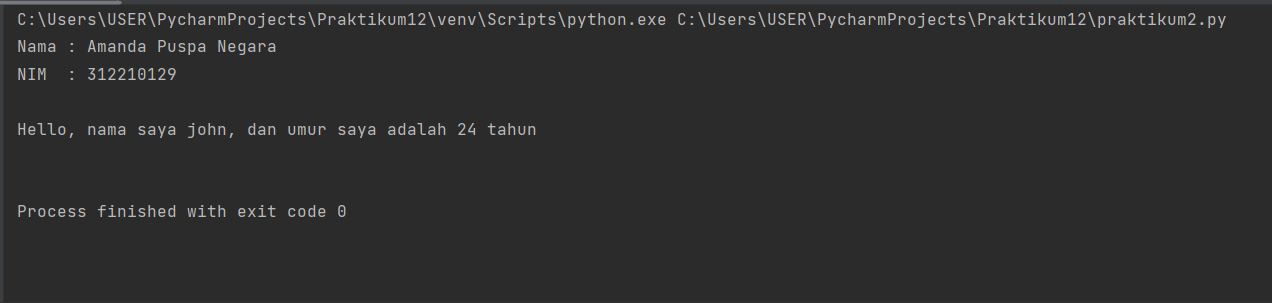 C:\Users\USER\PycharmProjects\Praktikum12\venv\Scripts\python.exe C:\Users\USER\PycharmProjects\Praktikum12\praktikum2.py
Nama : Amanda Puspa Negara
NIM  : 312210129
Hello, nama saya john, dan umur saya adalah 24 tahun
Process finished with exit code 0